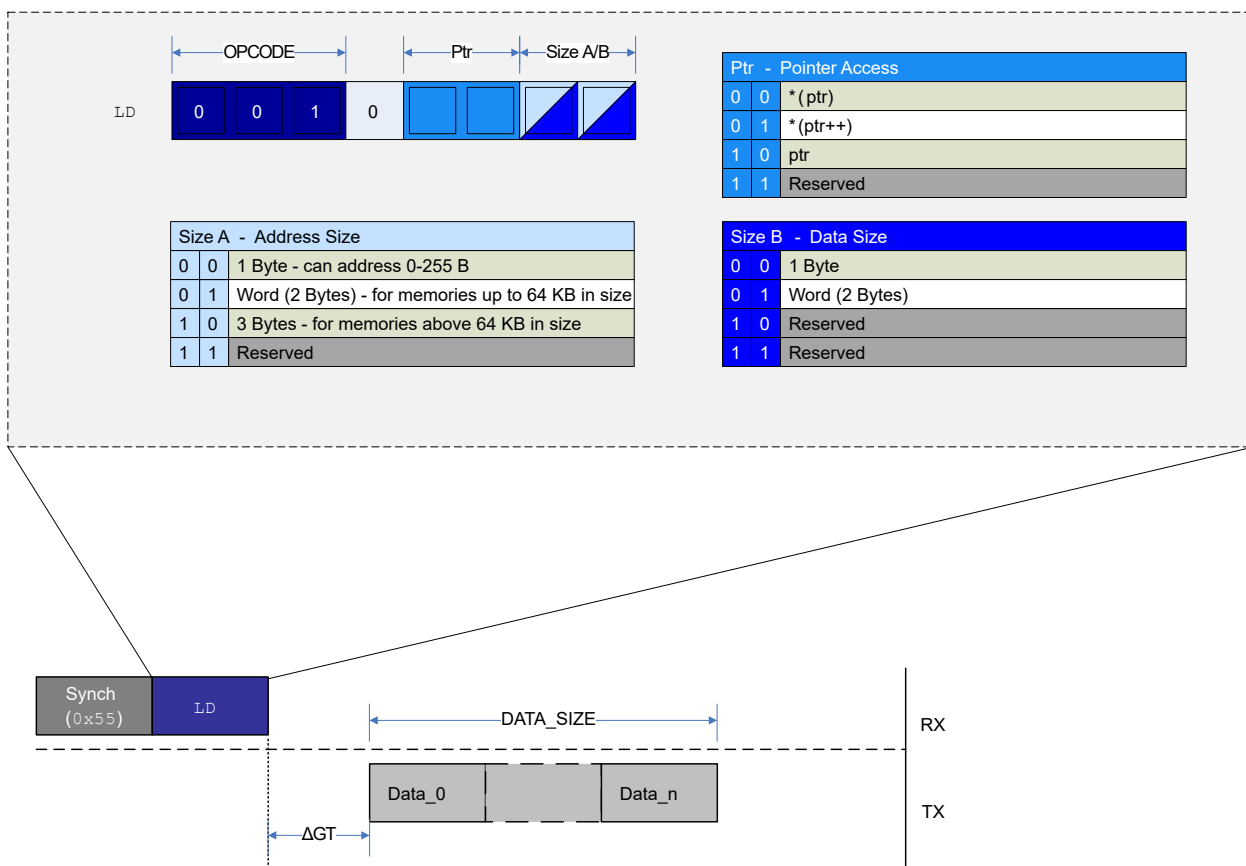 OPCODE Ptr Size A/B
LD 0 0 1 0
Ptr - Pointer Access
0 0 *(ptr)
0 1 *(ptr++)
1 0 ptr
1 1 Reserved
Size A - Address Size
0 0 1 Byte - can address 0-255 B
0 1 Word (2 Bytes) - for memories up to 64 KB in size
1 0 3 Bytes - for memories above 64 KB in size
1 1 Reserved
Size B - Data Size
0 0 1 Byte
0 1 Word (2 Bytes)
1 0 Reserved
1 1 Reserved
Synch
(0x55)
LD
DATA_SIZE
RX
Data_0
Data_n
TX
ΔGT